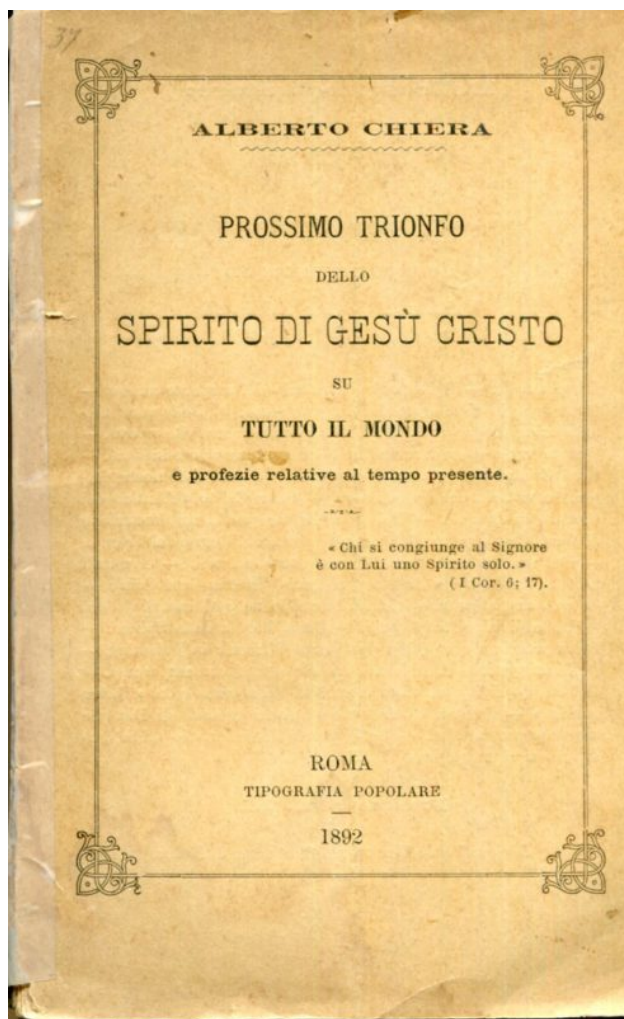 37
ALBERTO CHIERA
PROSSIMO TRIONFO
DELLO
SPIRITO DI GESÙ CRISTO
SU
TUTTO IL MONDO
e profezie relative al tempo presente.
« Chi si congiunge al Signore
è con Lui uno Spirito solo. »
( I Cor. 6; 17).
ROMA
TIPOGRAFIA POPOLARE
1892